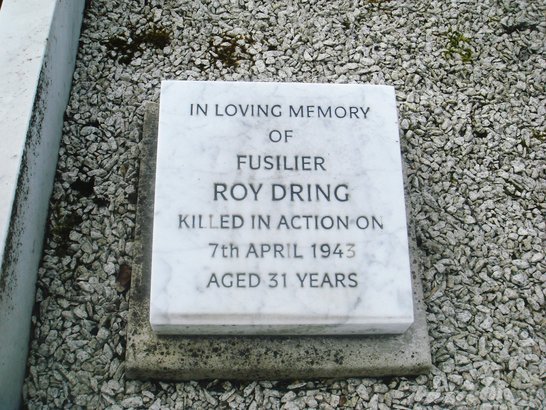 IN LOVING MEMORY
OF
FUSILIER
ROY DRING
KILLED IN ACTION ON
7th APRIL 1943
AGED 31 YEARS